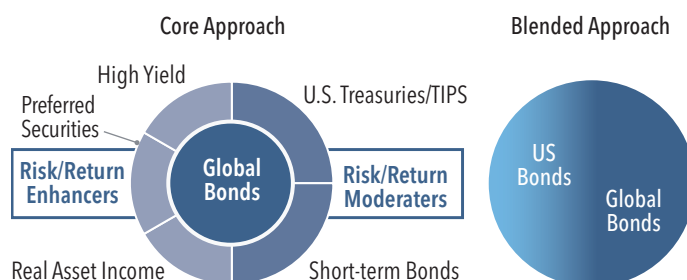 Core Approach
Blended Approach
High Yield
U.S. Treasuries/TIPS
Preferred
Securities
Risk/Return
Enhancers
Global
Bonds
Risk/Return
Moderaters
US
Bonds
Global
Bonds
Real Asset Income
Short-term Bonds